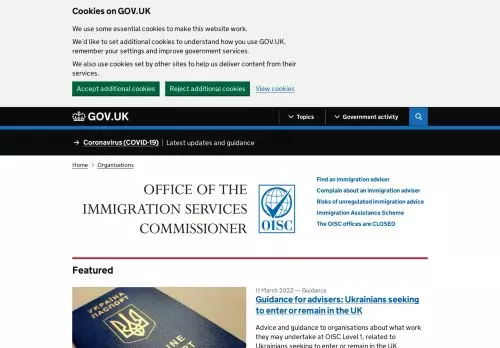 Cookies on GOV.UK
We use some essential cookies to make this website work.
We'd like to set additional cookies to understand how you use GOV.UK,
remember your settings and improve government services.
We also use cookies set by other sites to help us deliver content from their
services.
Accept additional cookies
Reject additional cookies
View cookies
GOV.UK
Topics
Government activity
→ Coronavirus (COVID-19)
Latest updates and guidance
Home > Organisations
OFFICE OF THE
IMMIGRATION SERVICES
COMMISSIONER
OISC
Find an immigration adviser
Complain about an immigration adviser
Risks of unregulated immigration advice
Immigration Assistance Scheme
The OISC offices are CLOSED
Featured
УКРАЇНА
ПАСПОРТ
11 March 2022 — Guidance
Guidance for advisers: Ukrainians seeking
to enter or remain in the UK
Advice and guidance to organisations about what work
they may undertake at OISC Level 1, related to
Ukrainians seeking to enter or remain in the UK.